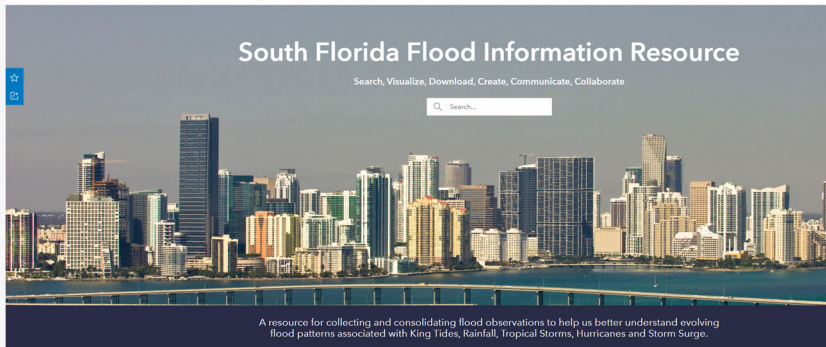 South Florida Flood Information Resource
Search, Visualize, Download, Create, Communicate, Collaborate
Search...
A resource for collecting and consolidating flood observations to help us better understand evolving
flood patterns associated with King Tides, Rainfall, Tropical Storms, Hurricanes and Storm Surge.